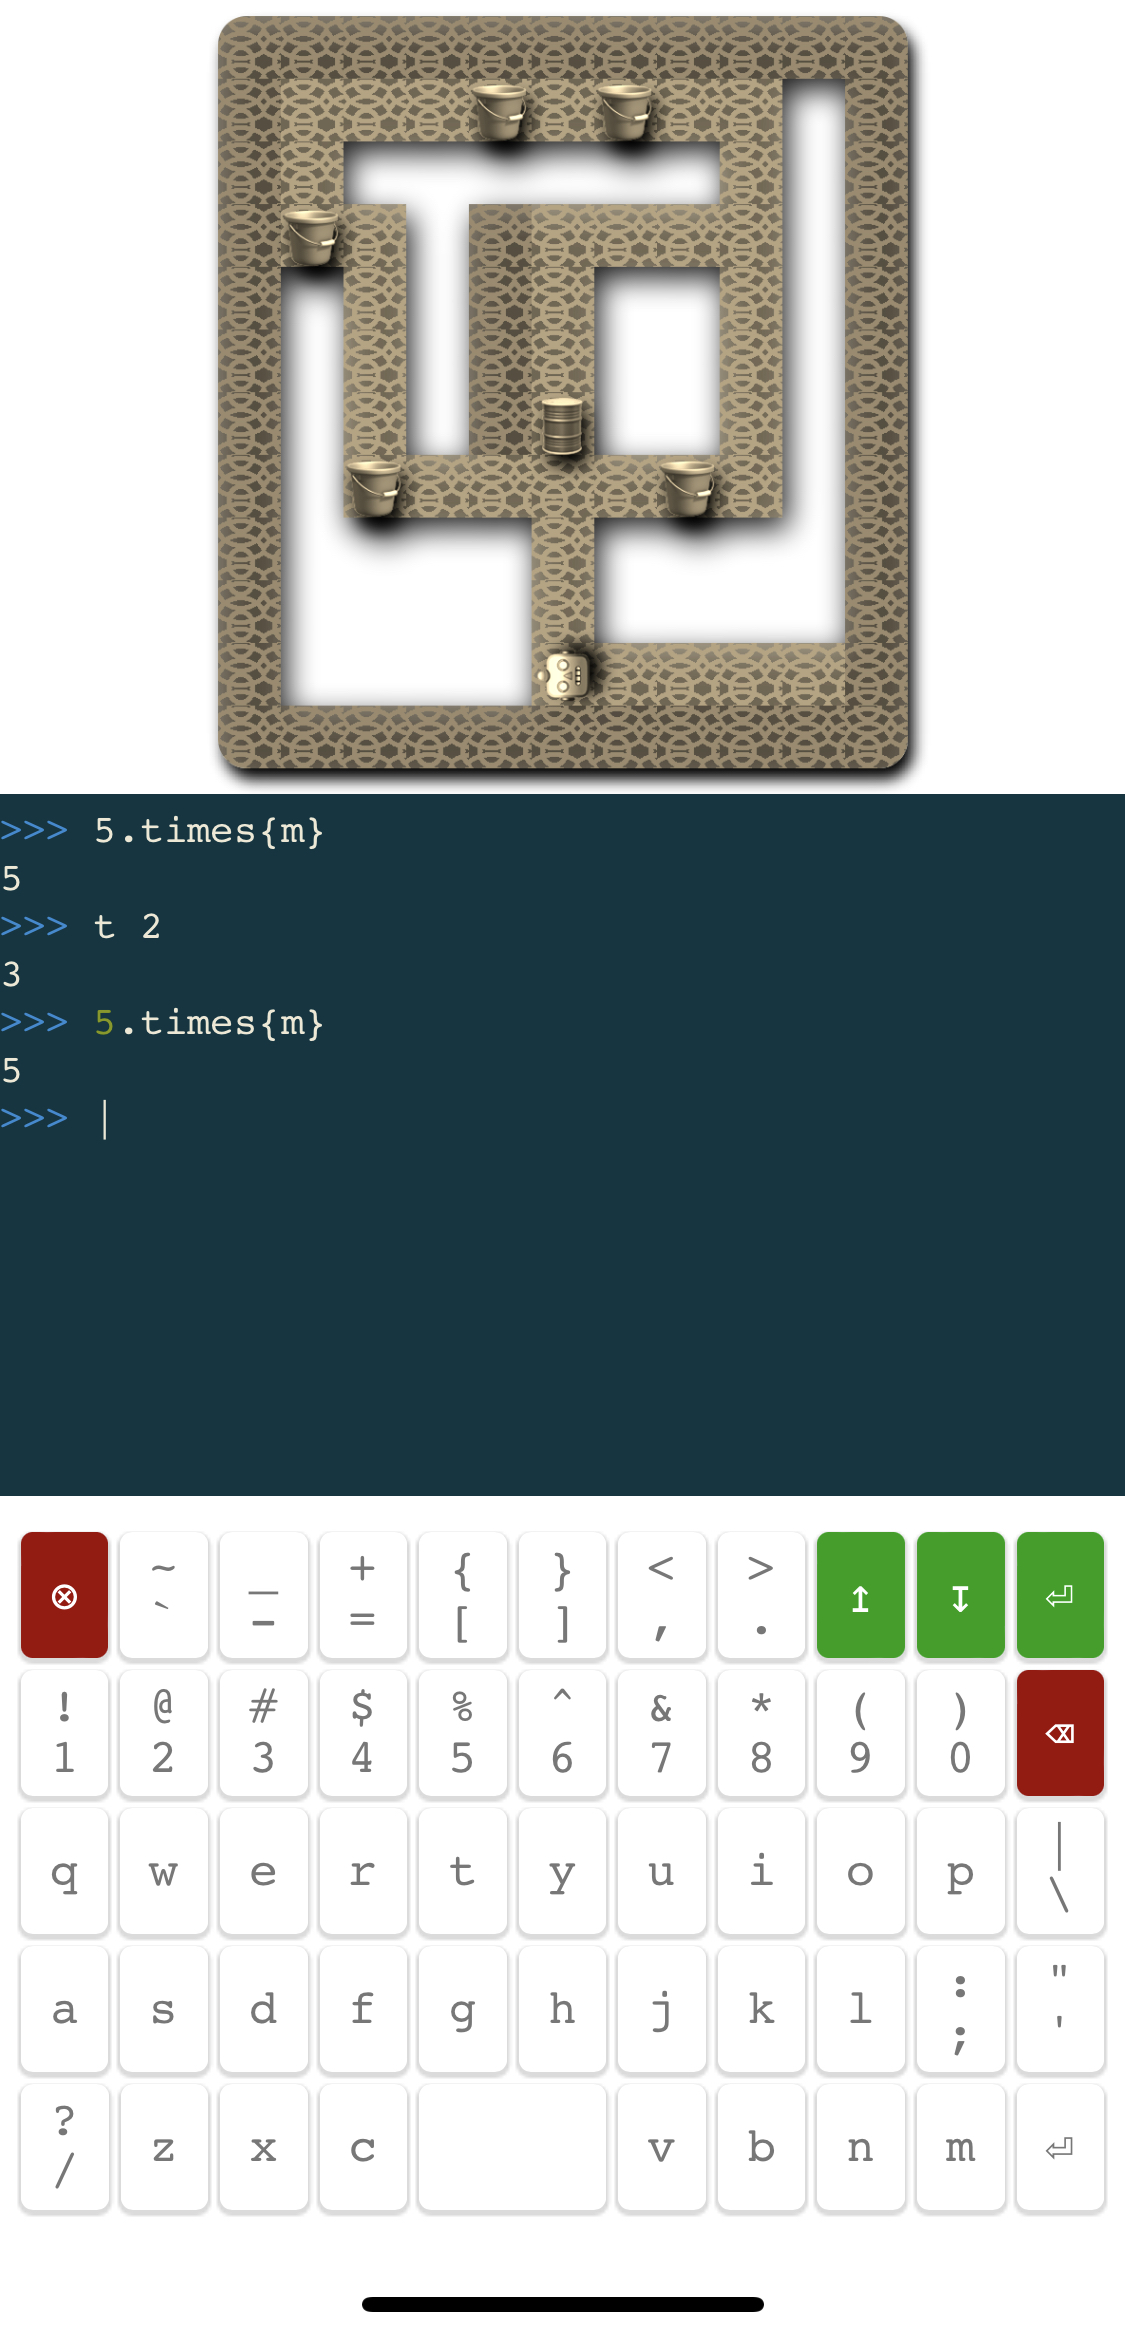 >>> 5.times{m}
5
>>> t 2
3
>>> 5.times{m}
5
>>>
~ _ + { } < >
` - = [ ] , .
! @ # $ % ^ & * ( )
1 2 3 4 5 6 7 8 9 0
q w e r t y u i o p | \
a s d f g h j k l : ; " '
? / z x c v b n m